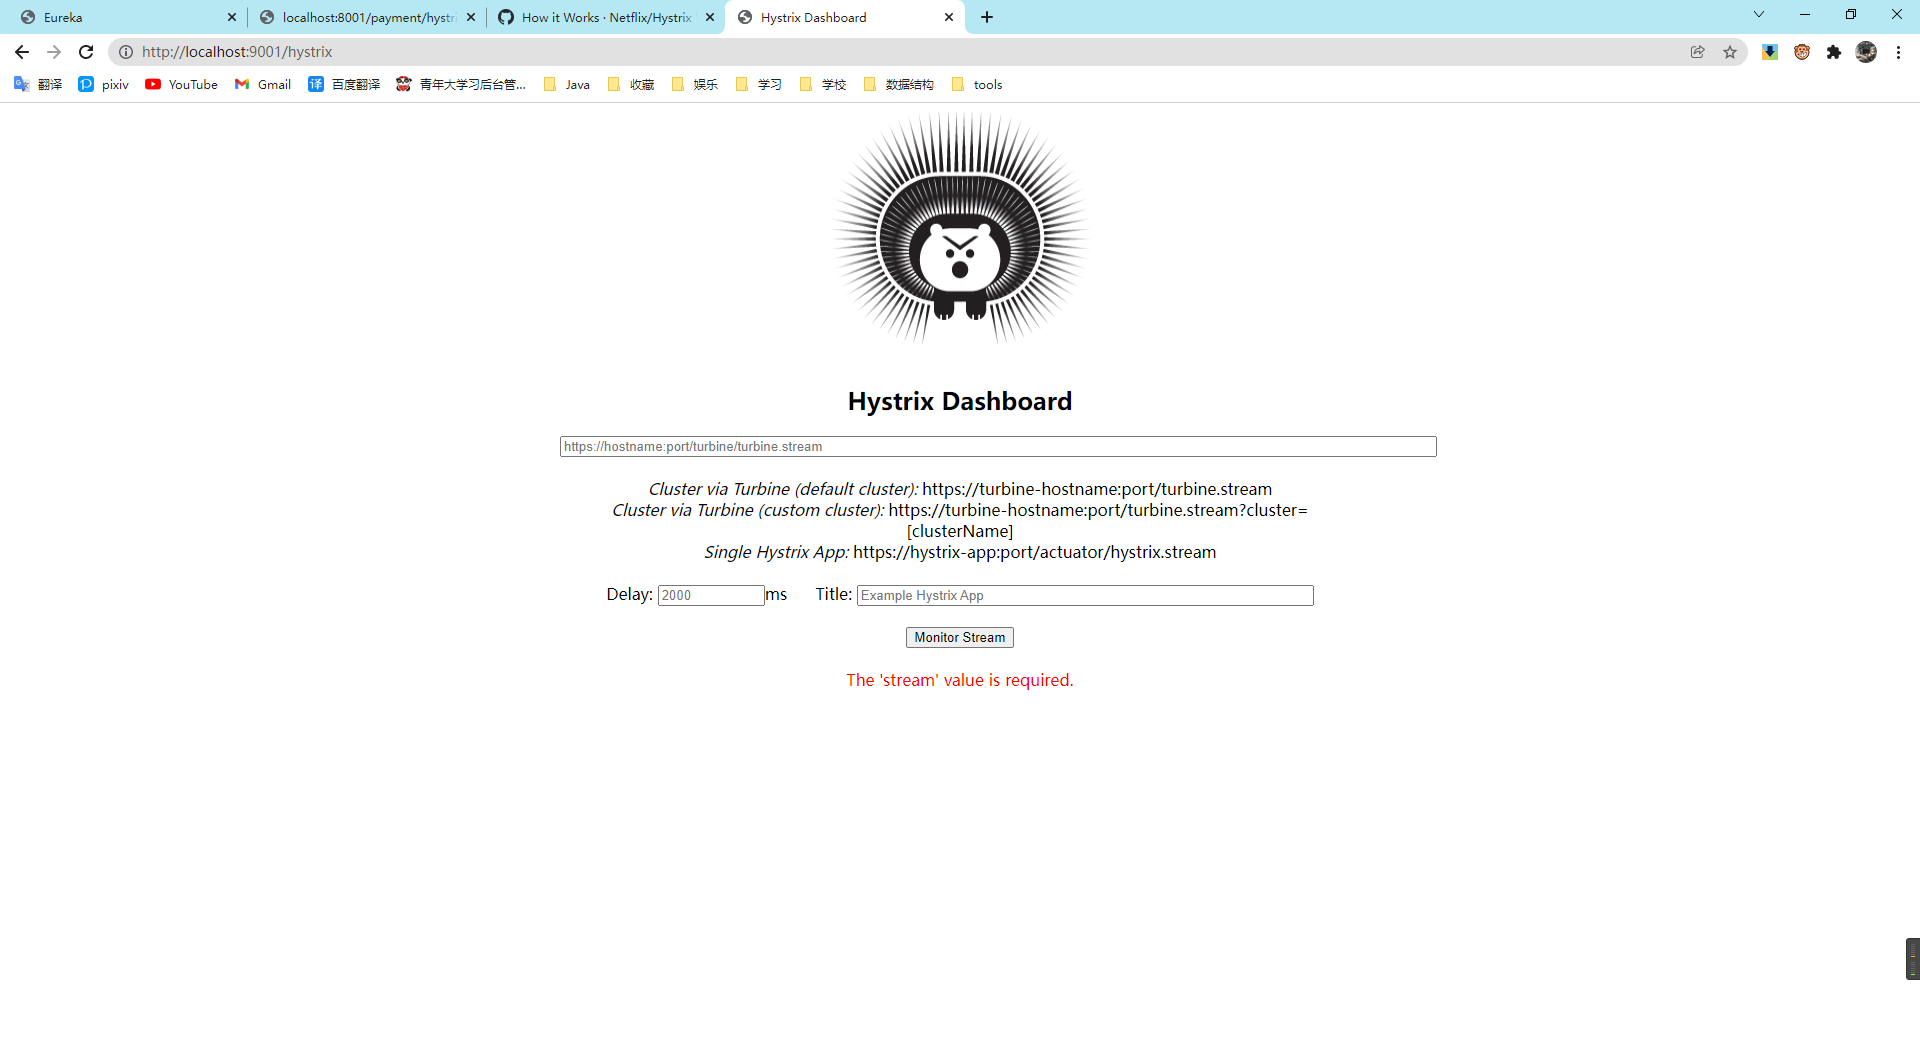 Eureka
localhost:8001/payment/hystri
How it Works · Netflix/Hystrix
Hystrix Dashboard
http://localhost:9001/hystrix
翻译
pixiv
YouTube
Gmail
译 百度翻译
青年大学习后台管...
Java
收藏
娱乐
学习
学校
数据结构
tools
Hystrix Dashboard
https://hostname:port/turbine/turbine.stream
Cluster via Turbine (default cluster): https://turbine-hostname:port/turbine.stream
Cluster via Turbine (custom cluster): https://turbine-hostname:port/turbine.stream?cluster=
[clusterName]
Single Hystrix App: https://hystrix-app:port/actuator/hystrix.stream
Delay: 2000 ms Title: Example Hystrix App
Monitor Stream
The 'stream' value is required.